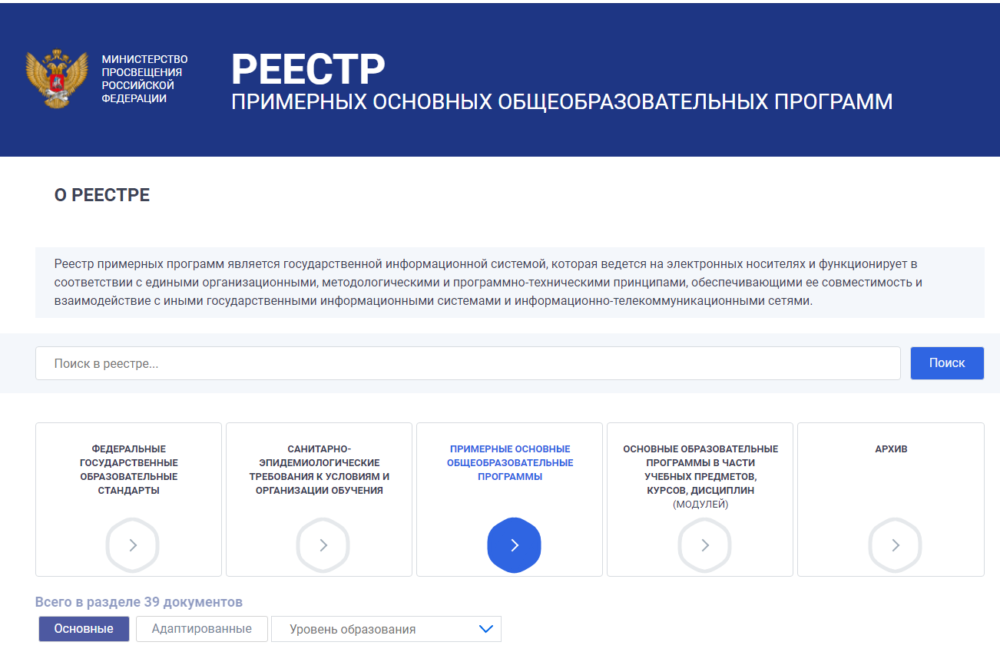 МИНИСТЕРСТВО
ПРОСВЕЩЕНИЯ
РОССИЙСКОЙ
ФЕДЕРАЦИИ
РЕЕСТР
ПРИМЕРНЫХ ОСНОВНЫХ ОБЩЕОБРАЗОВАТЕЛЬНЫХ ПРОГРАММ
О РЕЕСТРЕ
Реестр примерных программ является государственной информационной системой, которая ведется на электронных носителях и функционирует в
соответствии с едиными организационными, методологическими и программно-техническими принципами, обеспечивающими ее совместимость и
взаимодействие с иными государственными информационными системами и информационно-телекоммуникационными сетями.
Поиск в реестре...
Поиск
ФЕДЕРАЛЬНЫЕ
ГОСУДАРСТВЕННЫЕ
ОБРАЗОВАТЕЛЬНЫЕ
СТАНДАРТЫ
САНИТАРНО-
ЭПИДЕМИОЛОГИЧЕСКИЕ
ТРЕБОВАНИЯ К УСЛОВИЯМ И
ОРГАНИЗАЦИИ ОБУЧЕНИЯ
ПРИМЕРНЫЕ ОСНОВНЫЕ
ОБЩЕОБРАЗОВАТЕЛЬНЫЕ
ПРОГРАММЫ
ОСНОВНЫЕ ОБРАЗОВАТЕЛЬНЫЕ
ПРОГРАММЫ В ЧАСТИ
УЧЕБНЫХ ПРЕДМЕТОВ,
КУРСОВ, ДИСЦИПЛИН
(МОДУЛЕЙ)
АРХИВ
Всего в разделе 39 документов
Основные
Адаптированные
Уровень образования